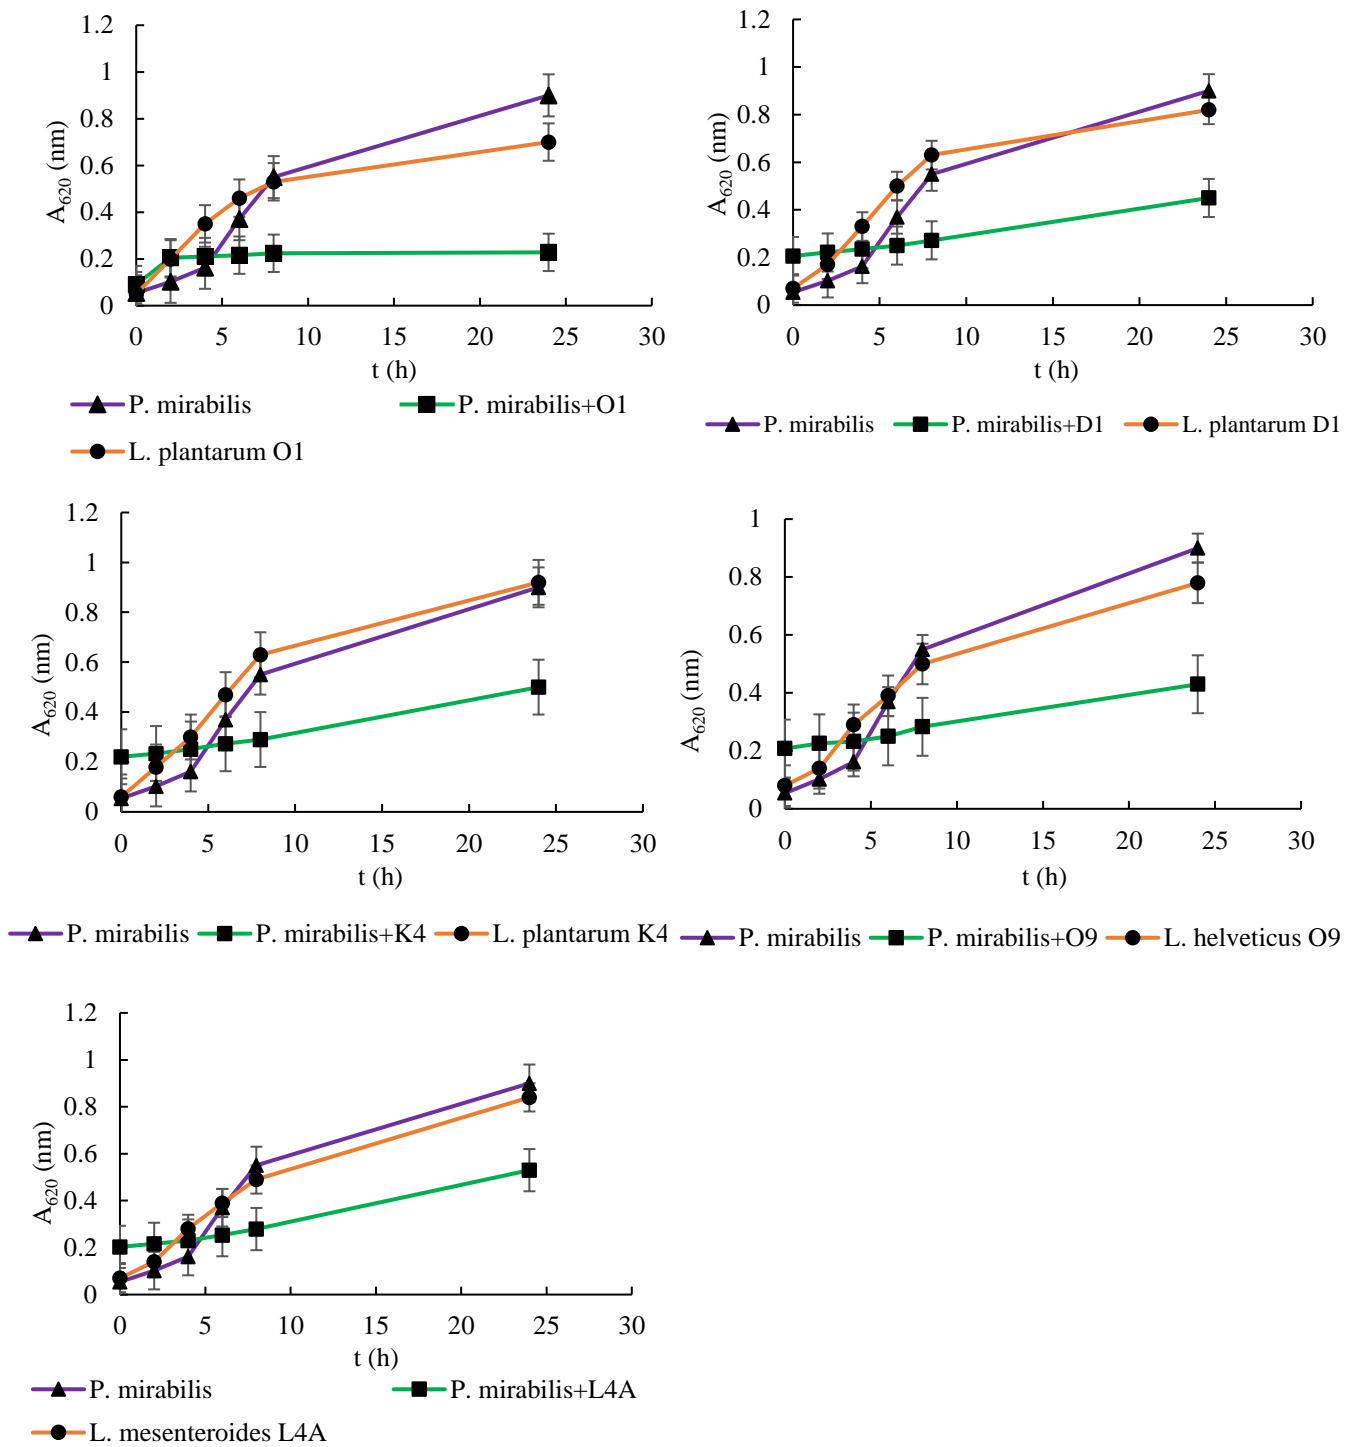 1.2
1
0.8
0.6
0.4
0.2
0
A620 (nm)
0 5 10 15 20 25 30
t (h)
P. mirabilis P. mirabilis+O1
L. plantarum O1
1.2
1
0.8
0.6
0.4
0.2
0
A620 (nm)
0 5 10 15 20 25 30
t (h)
P. mirabilis P. mirabilis+D1 L. plantarum D1
1.2
1
0.8
0.6
0.4
0.2
0
A620 (nm)
0 5 10 15 20 25 30
t (h)
P. mirabilis P. mirabilis+K4 L. plantarum K4
1
0.8
0.6
0.4
0.2
0
A620 (nm)
0 5 10 15 20 25 30
t (h)
P. mirabilis P. mirabilis+O9 L. helveticus O9
1.2
1
0.8
0.6
0.4
0.2
0
A620 (nm)
0 5 10 15 20 25 30
t (h)
P. mirabilis P. mirabilis+L4A
L. mesenteroides L4A